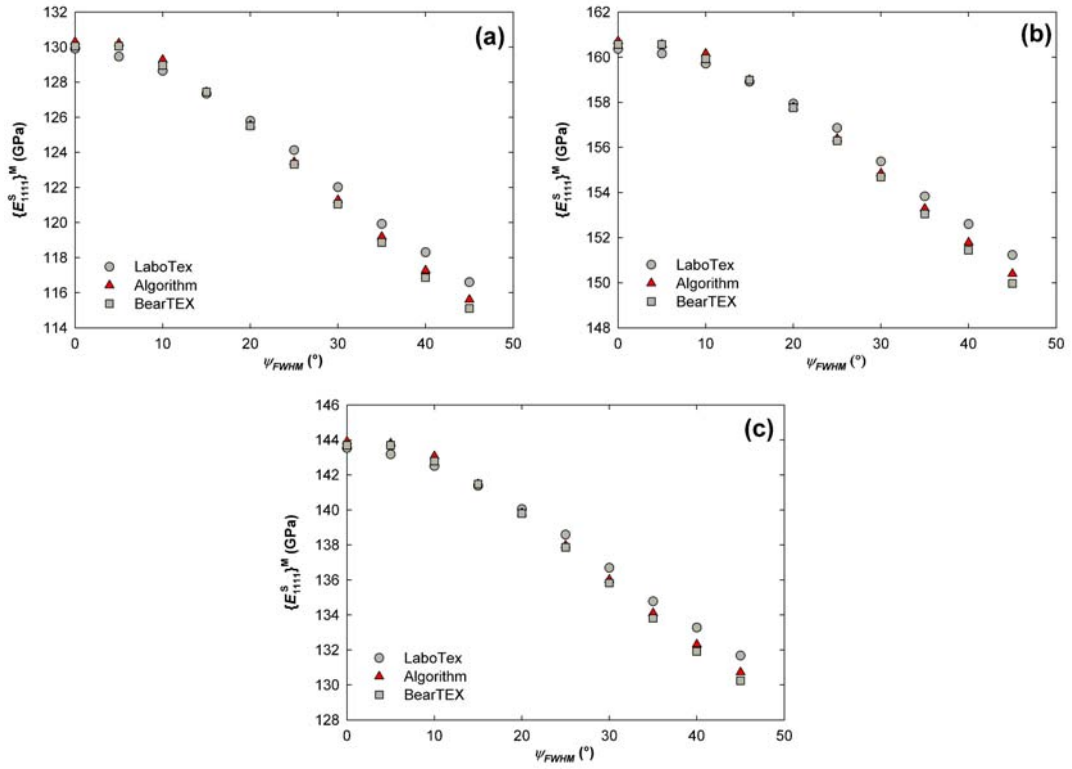 (a)
132
130
128
126
124
122
120
118
116
114
{E^S_1111}^M (GPa)
LaboTex
Algorithm
BearTEX
0 10 20 30 40 50
ψ_FWHM (°)
(b)
162
160
158
156
154
152
150
148
{E^S_1111}^M (GPa)
LaboTex
Algorithm
BearTEX
0 10 20 30 40 50
ψ_FWHM (°)
(c)
146
144
142
140
138
136
134
132
130
128
{E^S_1111}^M (GPa)
LaboTex
Algorithm
BearTEX
0 10 20 30 40 50
ψ_FWHM (°)